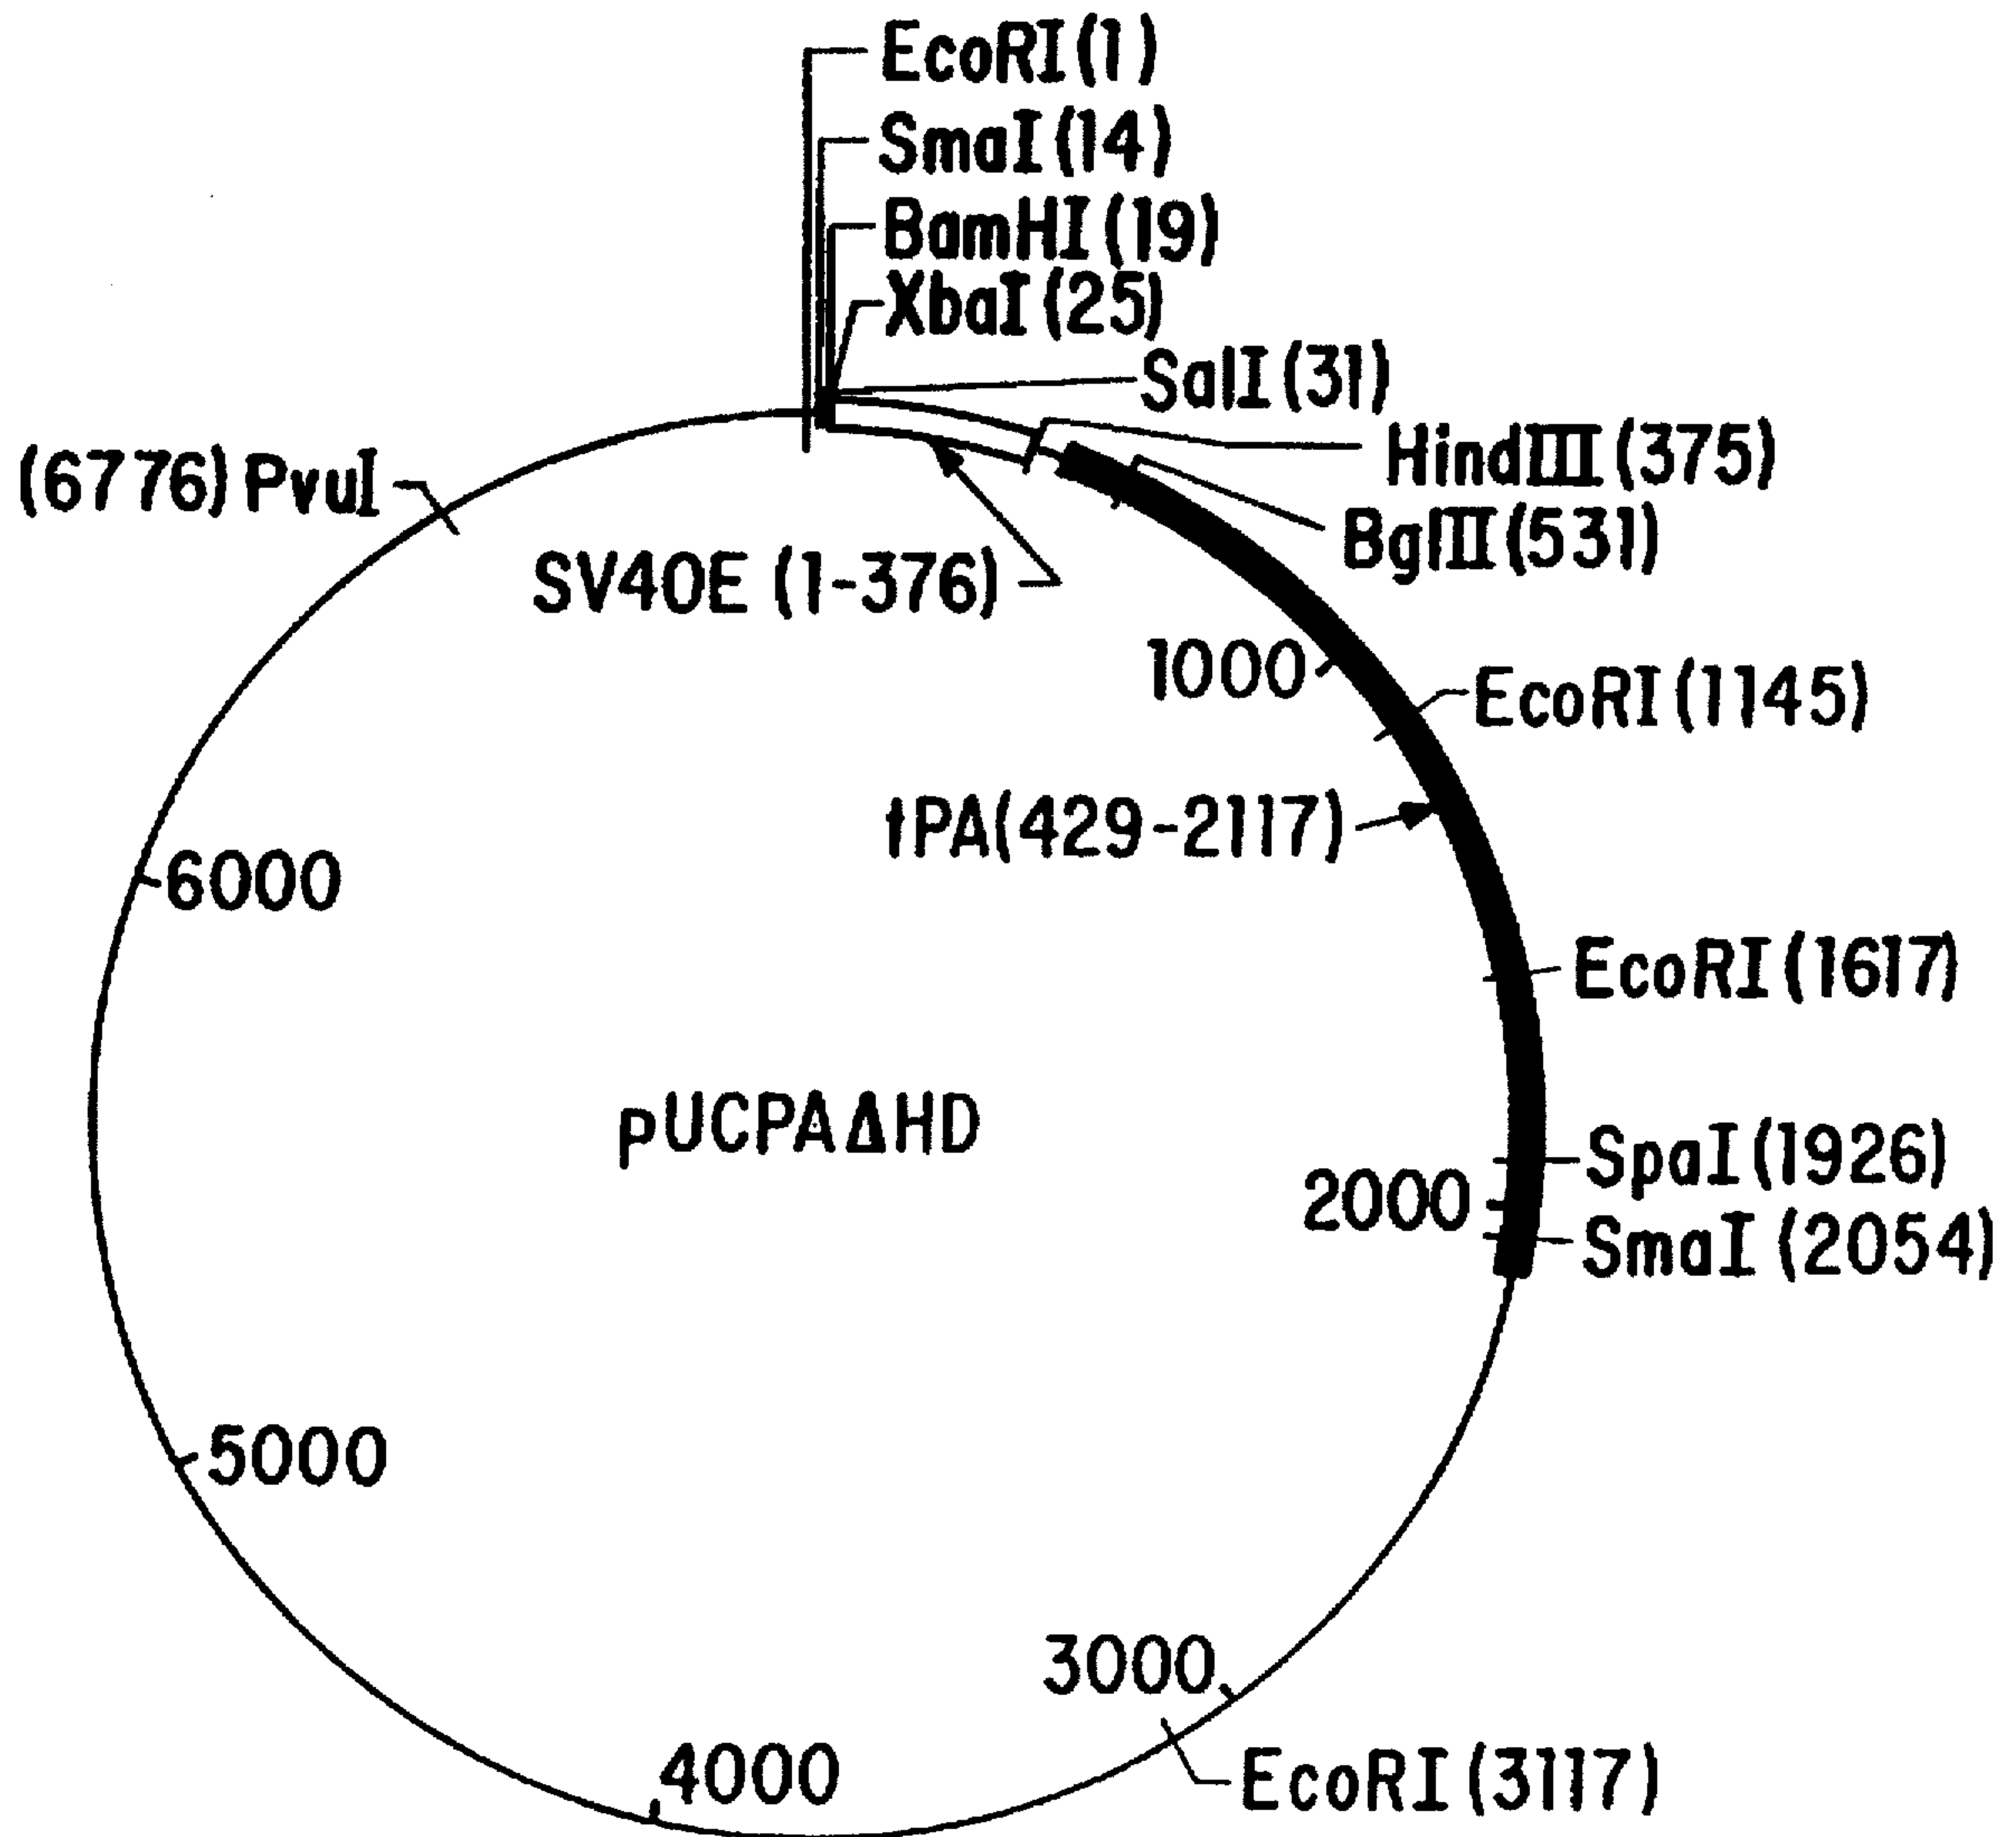 EcoRI(1)
SmaI(14)
BamHI(19)
XbaI(25)
SalI(31)
HindIII(375)
(6776)PvuI
BglII(531)
SV40E (1-376)
1000
EcoRI(1145)
tPA(429-2117)
6000
EcoRI(1617)
pUCPAΔHD
SpaI(1926)
2000
SmaI(2054)
5000
3000
4000
EcoRI(3117)